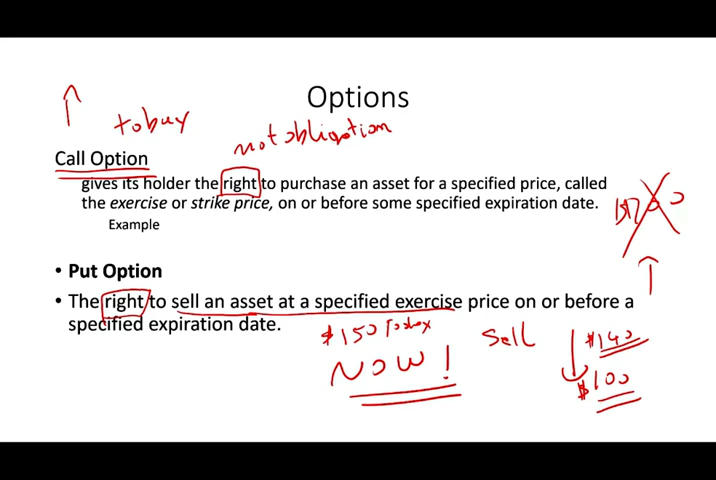 Options
to buy
not obligation
Call Option
gives its holder the right to purchase an asset for a specified price, called
the exercise or strike price, on or before some specified expiration date.
Example
• Put Option
• The right to sell an asset at a specified exercise price on or before a
specified expiration date.
$150 Today
Sell
$140
NOW!
$100